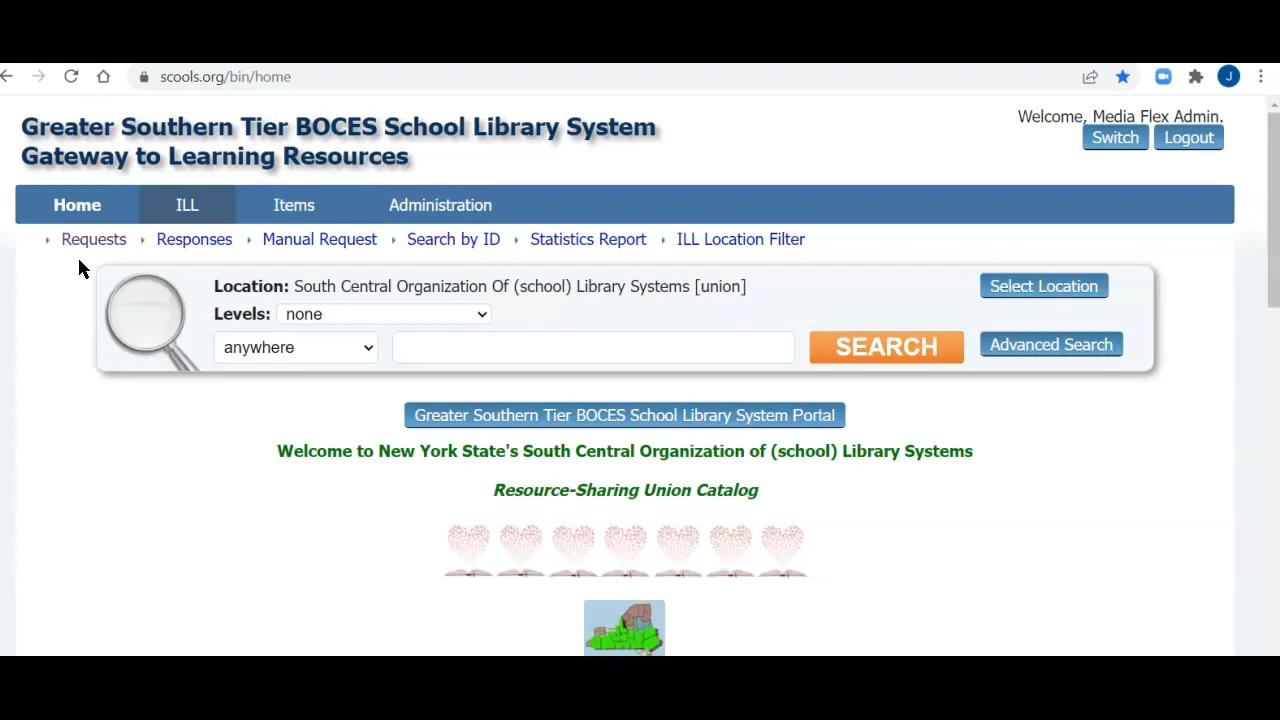 scools.org/bin/home
J
Greater Southern Tier BOCES School Library System
Gateway to Learning Resources
Welcome, Media Flex Admin.
Switch Logout
Home ILL Items Administration
Requests Responses Manual Request Search by ID Statistics Report ILL Location Filter
Location: South Central Organization Of (school) Library Systems [union] Select Location
Levels: none
anywhere SEARCH Advanced Search
Greater Southern Tier BOCES School Library System Portal
Welcome to New York State's South Central Organization of (school) Library Systems
Resource-Sharing Union Catalog